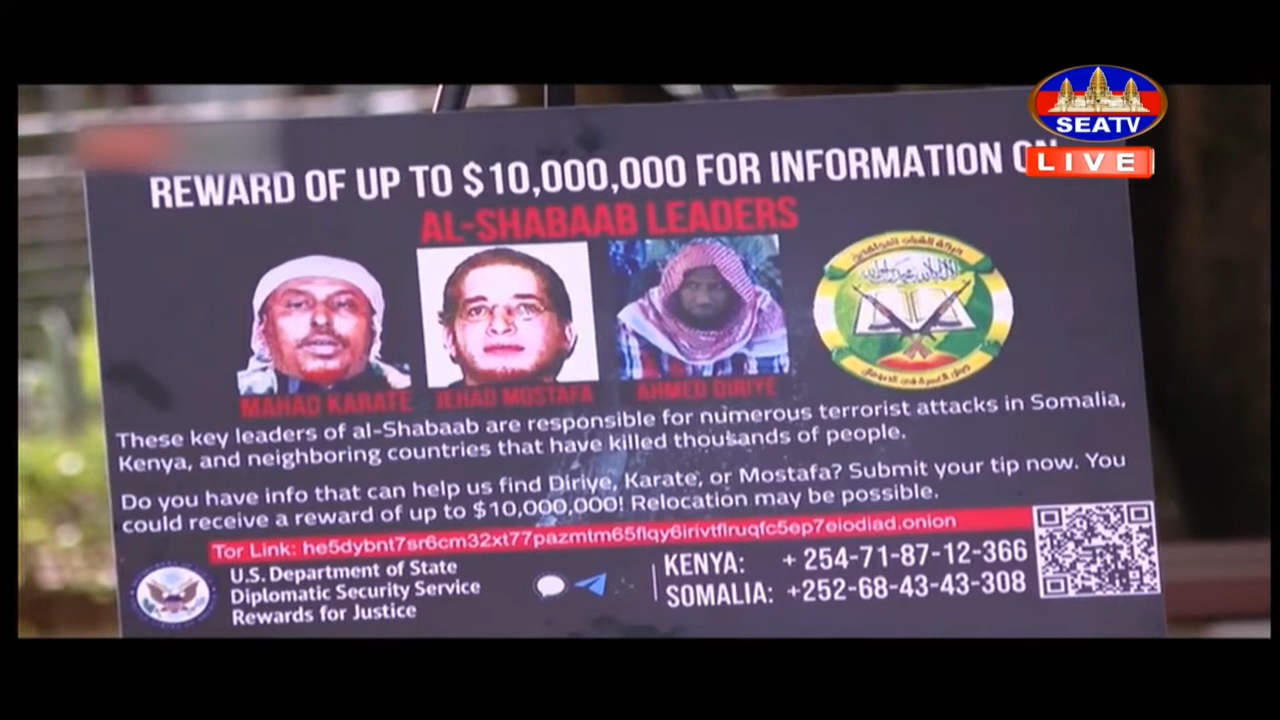 SEATV
LIVE
REWARD OF UP TO $10,000,000 FOR INFORMATION
AL-SHABAAB LEADERS
MAHAD KARATE JEHAD MOSTAFA AHMED DIRIYE
These key leaders of al-Shabaab are responsible for numerous terrorist attacks in Somalia,
Kenya, and neighboring countries that have killed thousands of people.
Do you have info that can help us find Diriye, Karate, or Mostafa? Submit your tip now. You
could receive a reward of up to $10,000,000! Relocation may be possible.
Tor Link: he5dybnt7sr6cm32xt77pazmtm65flqy6irivtflruqfc5ep7eiodiad.onion
U.S. Department of State
Diplomatic Security Service
Rewards for Justice
KENYA: + 254-71-87-12-366
SOMALIA: +252-68-43-43-308